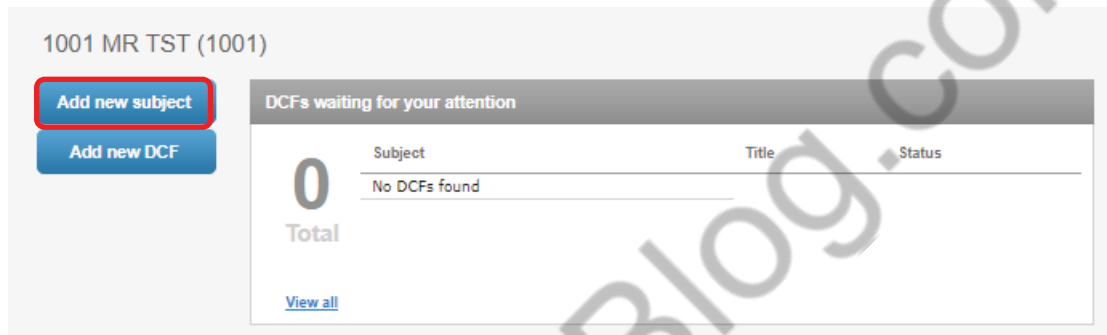 1001 MR TST (1001)
Add new subject
DCFs waiting for your attention
Add new DCF
Subject Title Status
0
No DCFs found
Total
View all
Blog.co